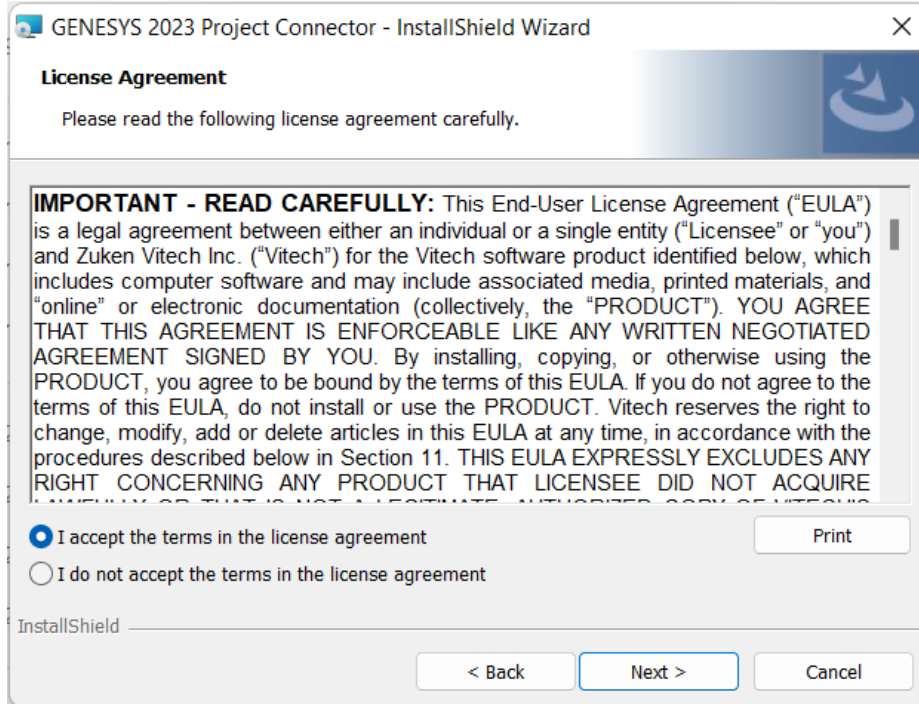 GENESYS 2023 Project Connector - InstallShield Wizard
License Agreement
Please read the following license agreement carefully.
IMPORTANT - READ CAREFULLY: This End-User License Agreement (“EULA”)
is a legal agreement between either an individual or a single entity (“Licensee” or “you”)
and Zuken Vitech Inc. (“Vitech”) for the Vitech software product identified below, which
includes computer software and may include associated media, printed materials, and
“online” or electronic documentation (collectively, the “PRODUCT”). YOU AGREE
THAT THIS AGREEMENT IS ENFORCEABLE LIKE ANY WRITTEN NEGOTIATED
AGREEMENT SIGNED BY YOU. By installing, copying, or otherwise using the
PRODUCT, you agree to be bound by the terms of this EULA. If you do not agree to the
terms of this EULA, do not install or use the PRODUCT. Vitech reserves the right to
change, modify, add or delete articles in this EULA at any time, in accordance with the
procedures described below in Section 11. THIS EULA EXPRESSLY EXCLUDES ANY
RIGHT CONCERNING ANY PRODUCT THAT LICENSEE DID NOT ACQUIRE
I accept the terms in the license agreement
Print
I do not accept the terms in the license agreement
InstallShield
< Back
Next >
Cancel